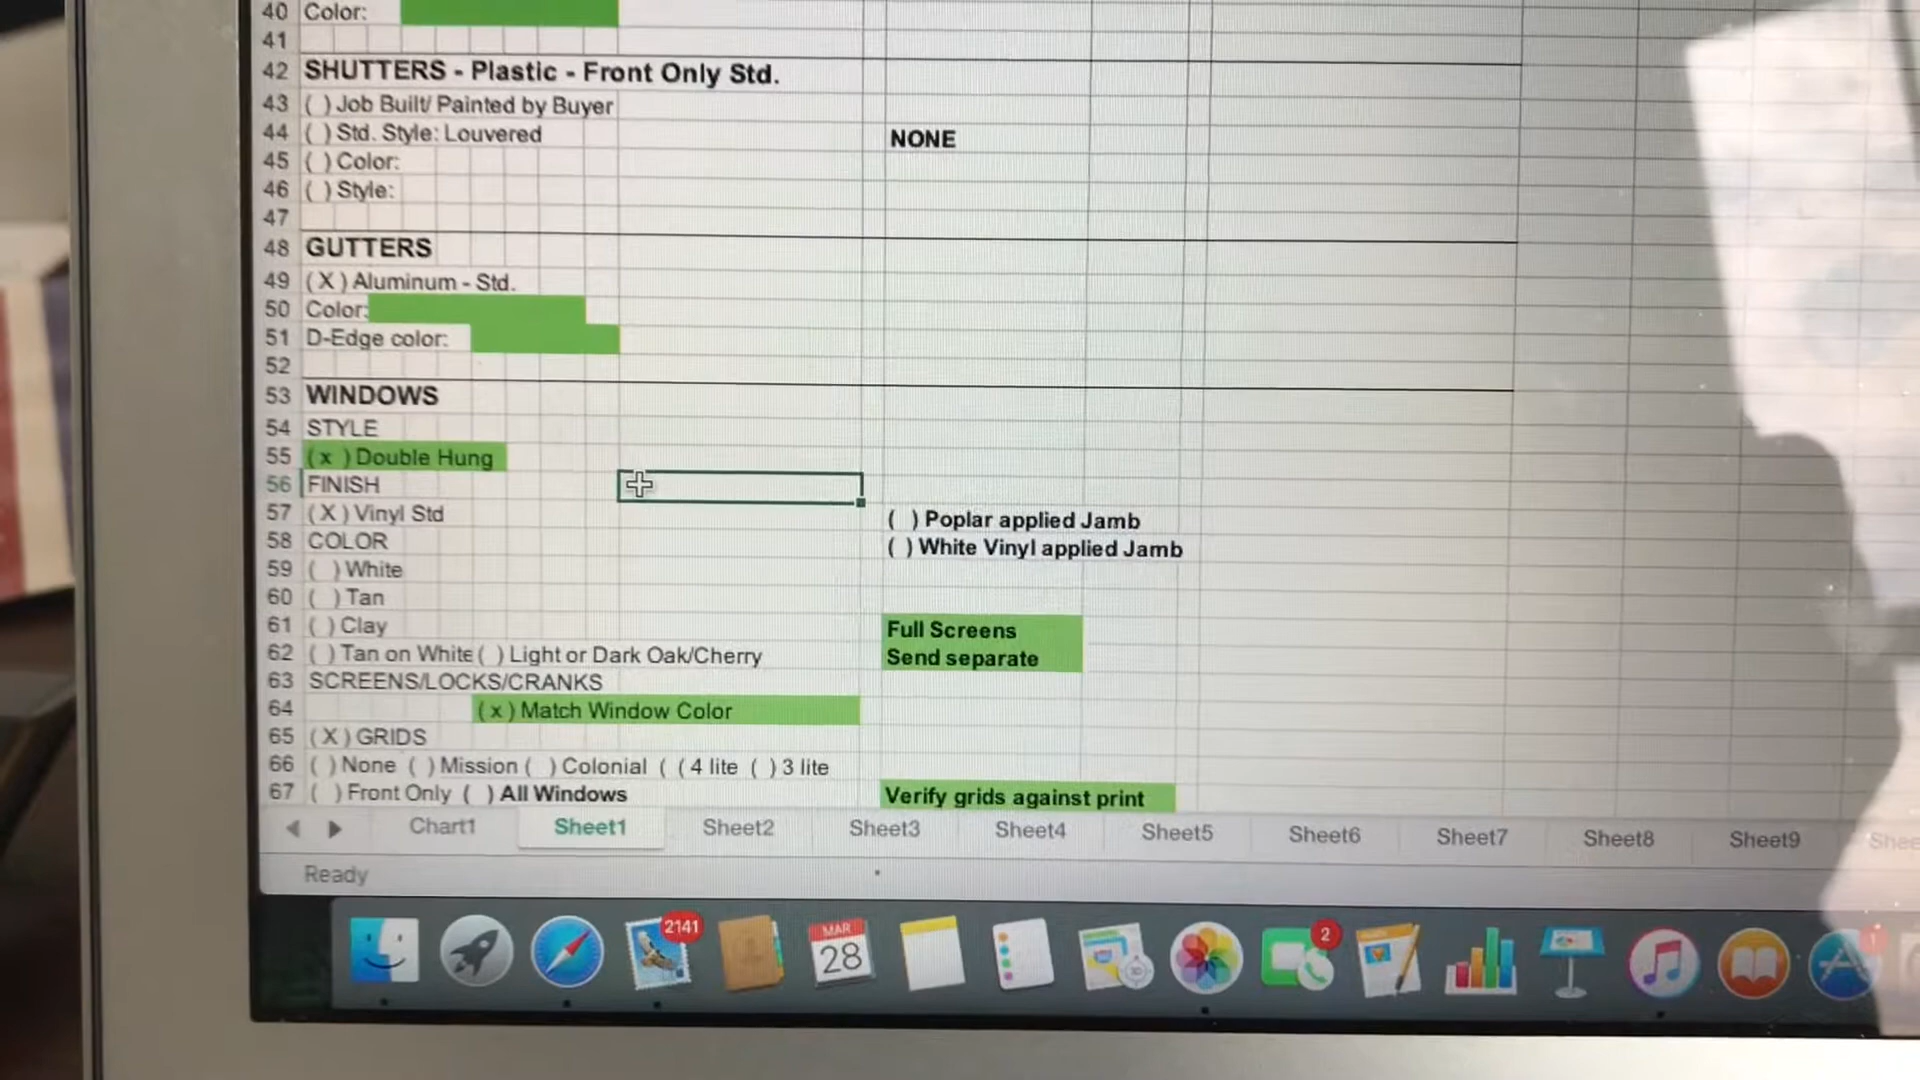 40 Color:
41
42 SHUTTERS - Plastic - Front Only Std.
43 ( ) Job Built/ Painted by Buyer
44 ( ) Std. Style: Louvered NONE
45 ( ) Color:
46 ( ) Style:
47
48 GUTTERS
49 ( X ) Aluminum - Std.
50 Color:
51 D-Edge color:
52
53 WINDOWS
54 STYLE
55 ( x ) Double Hung
56 FINISH
57 ( X ) Vinyl Std ( ) Poplar applied Jamb
58 COLOR ( ) White Vinyl applied Jamb
59 ( ) White
60 ( ) Tan
61 ( ) Clay Full Screens
62 ( ) Tan on White ( ) Light or Dark Oak/Cherry Send separate
63 SCREENS/LOCKS/CRANKS
64 ( x ) Match Window Color
65 ( X ) GRIDS
66 ( ) None ( ) Mission ( ) Colonial ( ( 4 lite ( ) 3 lite
67 ( ) Front Only ( ) All Windows Verify grids against print
Chart1 Sheet1 Sheet2 Sheet3 Sheet4 Sheet5 Sheet6 Sheet7 Sheet8 Sheet9
Ready
2141
MAR
28
2
1